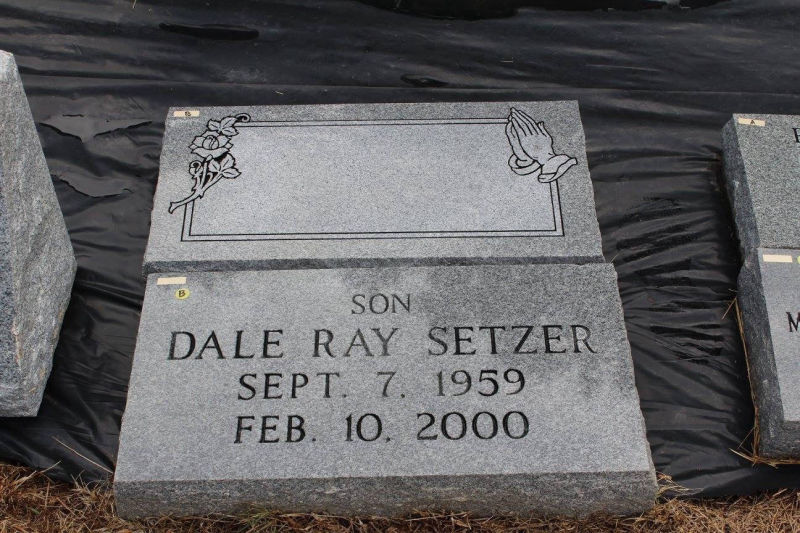 S
A
B
SON
DALE RAY SETZER
SEPT. 7, 1959
FEB. 10, 2000
M